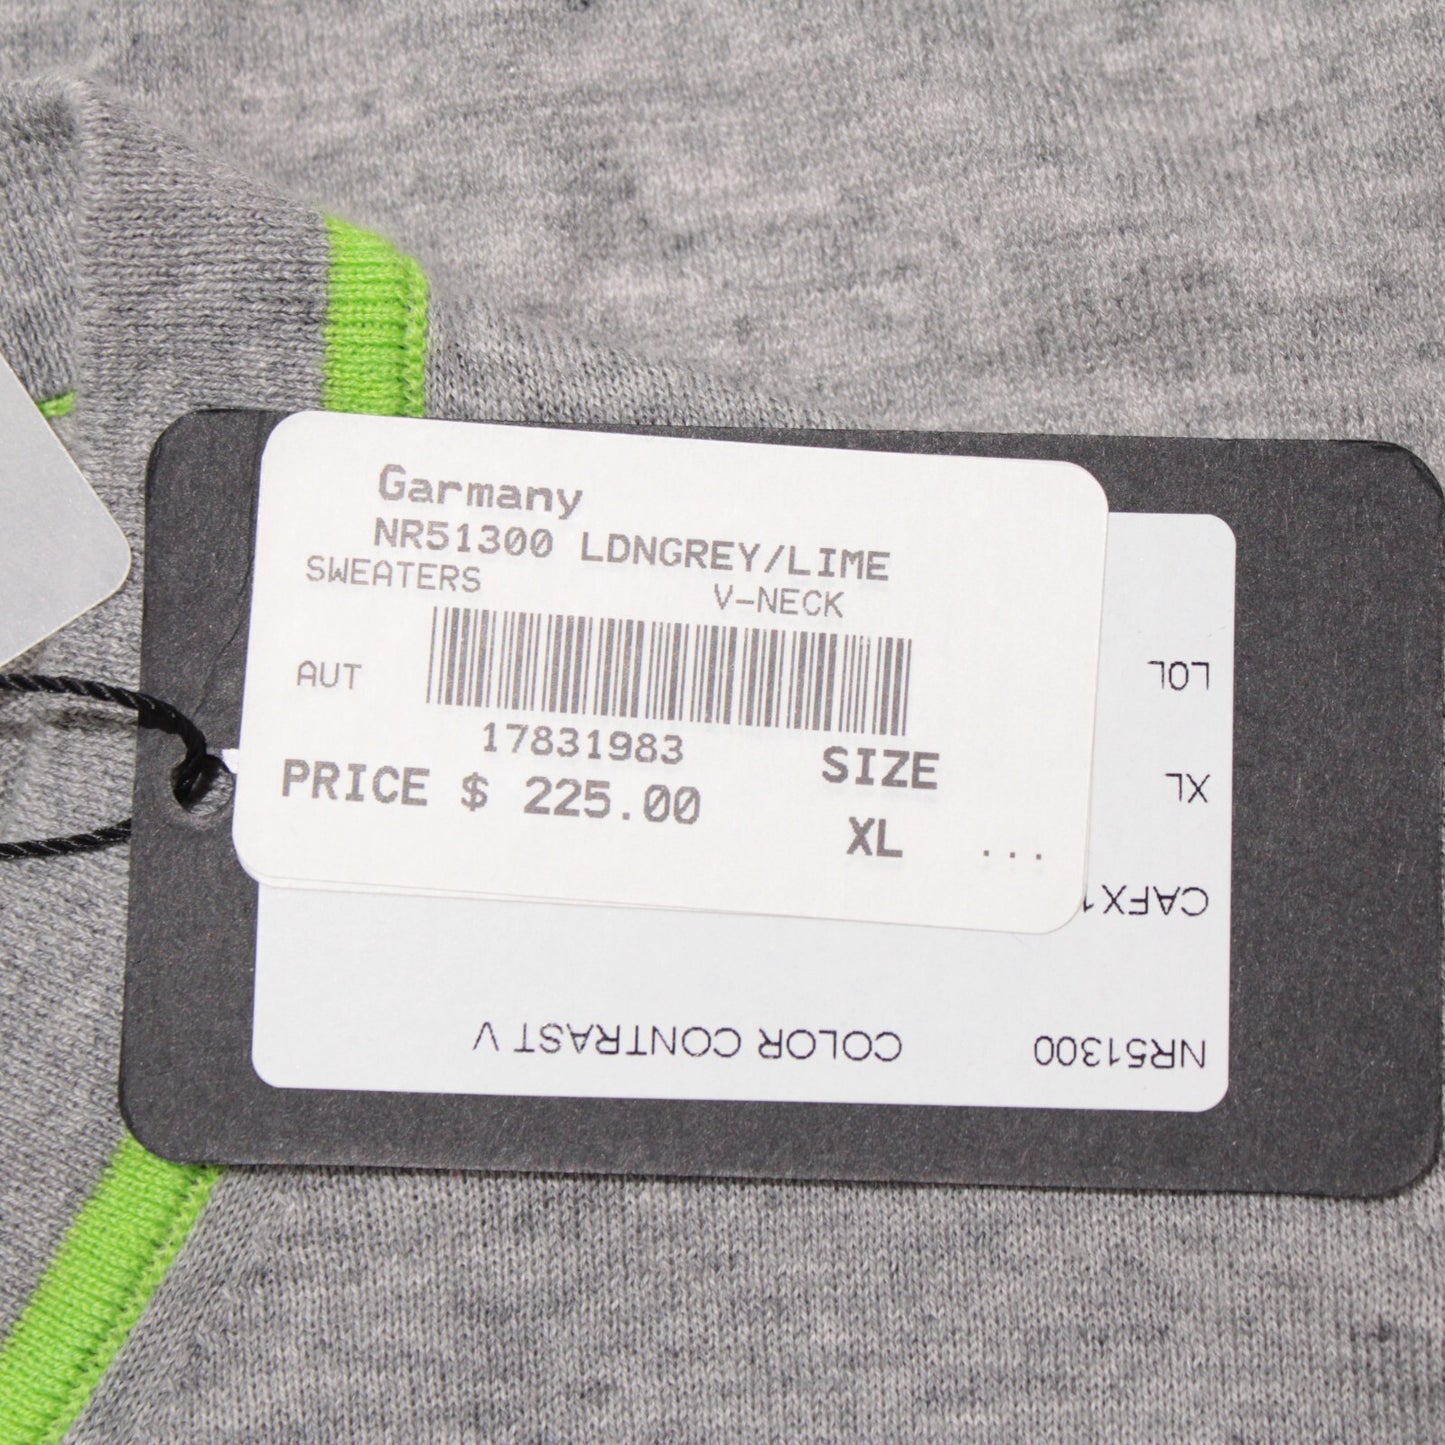 Garmany
NR51300 LDNGREY/LIME
SWEATERS V-NECK
AUT
17831983
PRICE $ 225.00 SIZE
XL ...
NR51300 COLOR CONTRAST V
XL
LOL